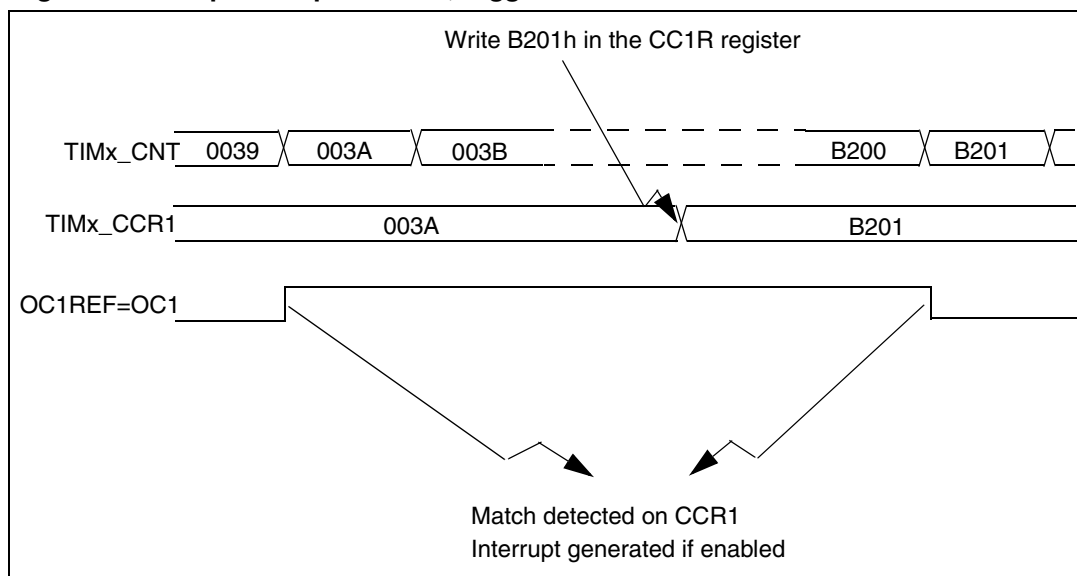 Write B201h in the CC1R register
TIMx_CNT 0039 003A 003B B200 B201
TIMx_CCR1 003A B201
OC1REF=OC1
Match detected on CCR1
Interrupt generated if enabled